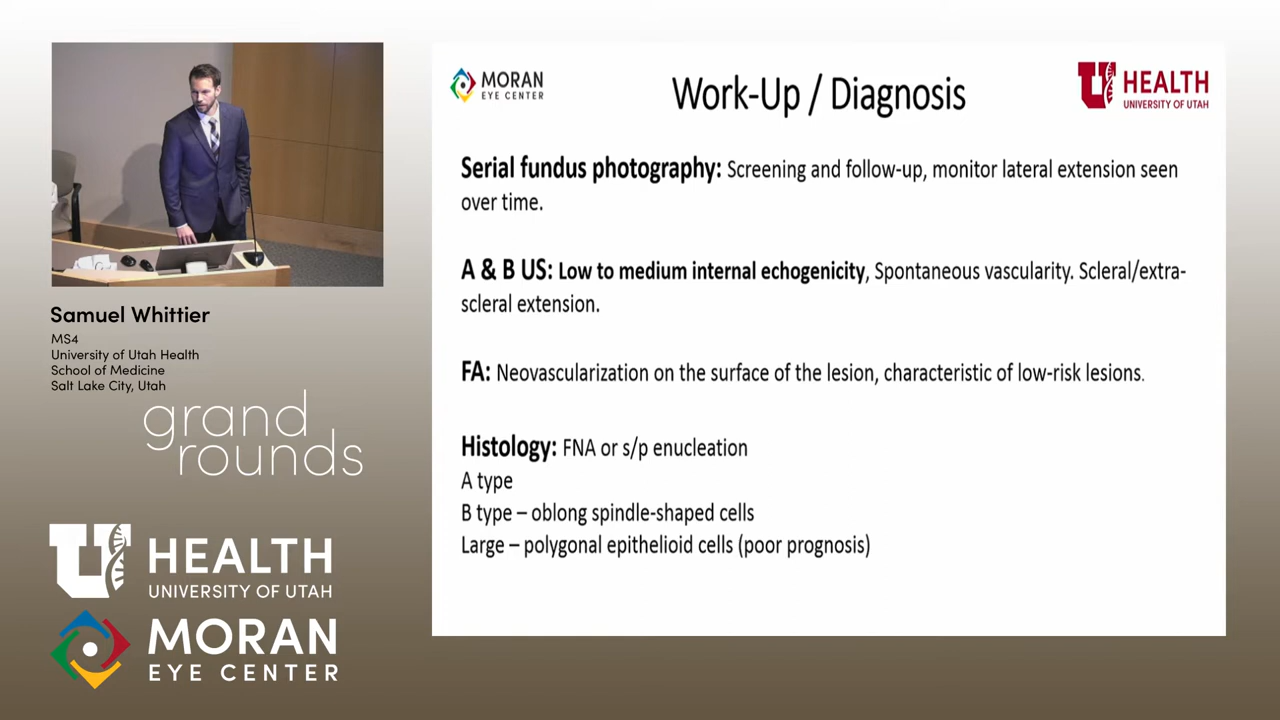 Samuel Whittier
MS4
University of Utah Health
School of Medicine
Salt Lake City, Utah
grand
rounds
U HEALTH
UNIVERSITY OF UTAH
MORAN
EYE CENTER
MORAN
EYE CENTER
Work-Up / Diagnosis
U HEALTH
UNIVERSITY OF UTAH
Serial fundus photography: Screening and follow-up, monitor lateral extension seen
over time.
A & B US: Low to medium internal echogenicity, Spontaneous vascularity. Scleral/extra-
scleral extension.
FA: Neovascularization on the surface of the lesion, characteristic of low-risk lesions.
Histology: FNA or s/p enucleation
A type
B type – oblong spindle-shaped cells
Large – polygonal epithelioid cells (poor prognosis)